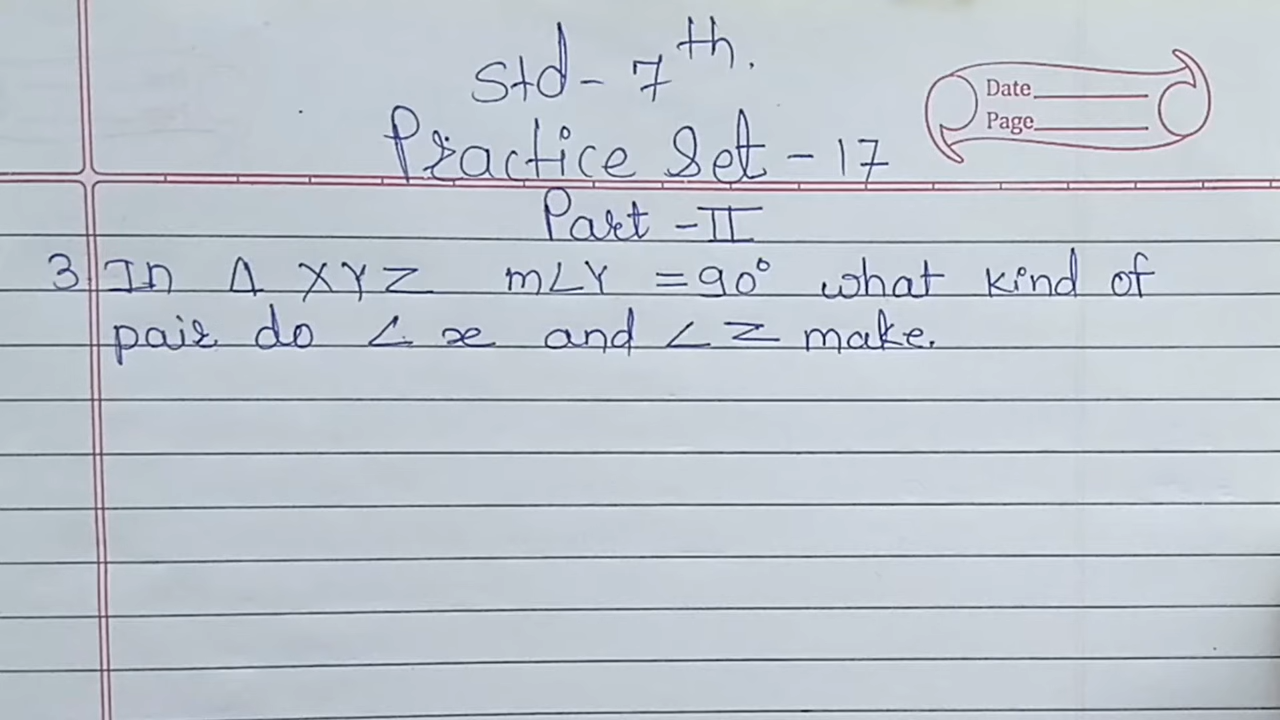 Std - 7th.
Date
Page
Practice Set - 17
Part - II
3 In Δ XYZ m∠Y = 90° what kind of
pair do ∠ x and ∠ Z make.